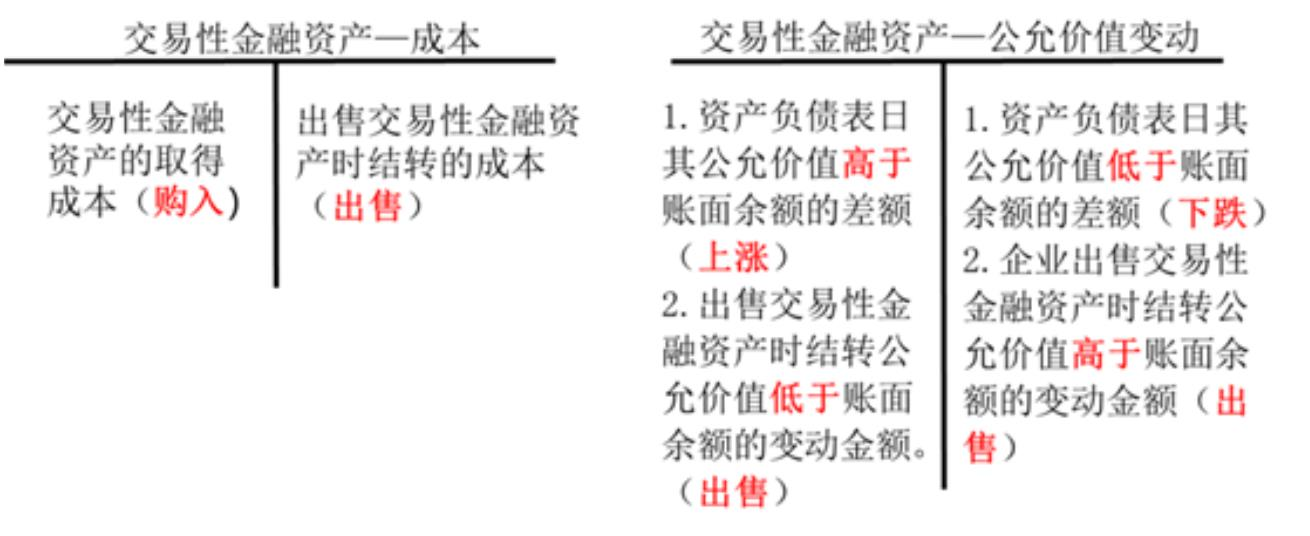 交易性金融资产—成本
交易性金融
资产的取得
成本（购入)
出售交易性金融资
产时结转的成本
（出售）
交易性金融资产—公允价值变动
1. 资产负债表日
其公允价值高于
账面余额的差额
（上涨）
2. 出售交易性金
融资产时结转公
允价值低于账面
余额的变动金额。
（出售）
1. 资产负债表日其
公允价值低于账面
余额的差额（下跌）
2. 企业出售交易性
金融资产时结转公
允价值高于账面余
额的变动金额（出
售）